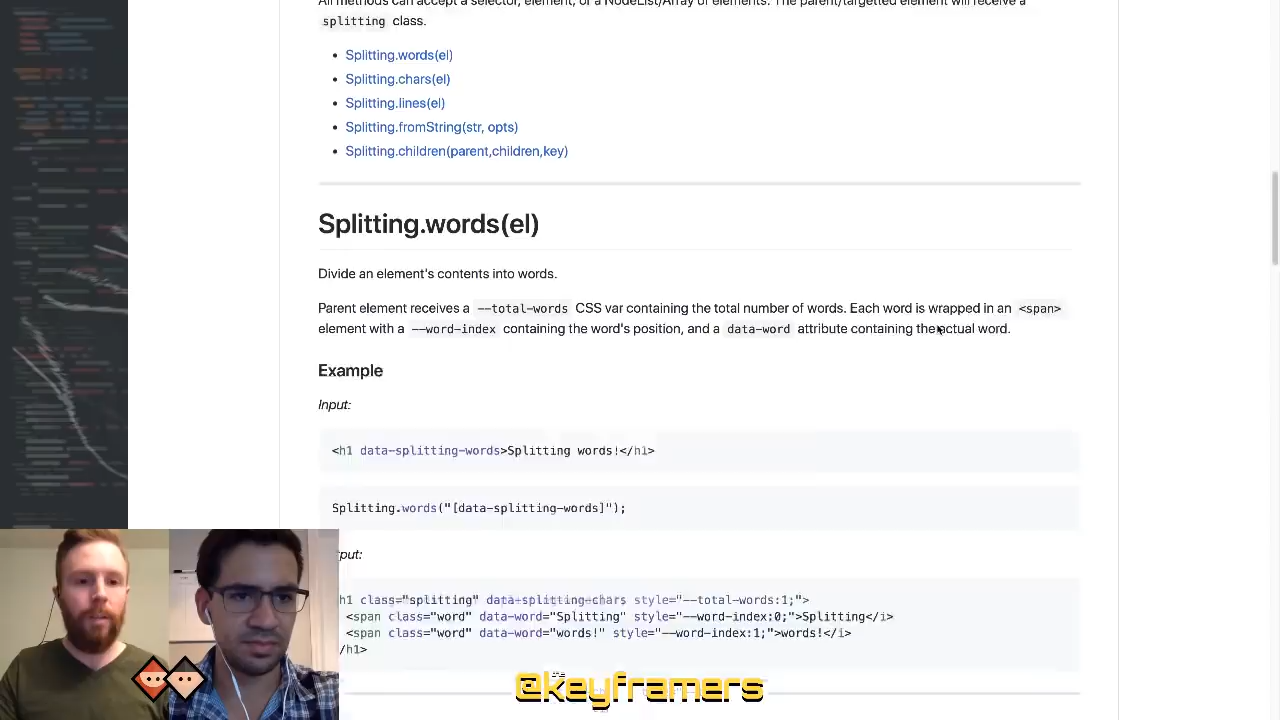 All methods can accept a selector, element, or a NodeList/Array of elements. The parent/targetted element will receive a
splitting class.
Splitting.words(el)
Splitting.chars(el)
Splitting.lines(el)
Splitting.fromString(str, opts)
Splitting.children(parent,children,key)
Splitting.words(el)
Divide an element's contents into words.
Parent element receives a --total-words CSS var containing the total number of words. Each word is wrapped in an <span>
element with a --word-index containing the word's position, and a data-word attribute containing the actual word.
Example
Input:
<h1 data-splitting-words>Splitting words!</h1>
Splitting.words("[data-splitting-words]");
put:
h1 class="splitting" data-splitting-chars style="--total-words:1;">
<span class="word" data-word="Splitting" style="--word-index:0;">Splitting</i>
<span class="word" data-word="words!" style="--word-index:1;">words!</i>
/h1>
@keyframers